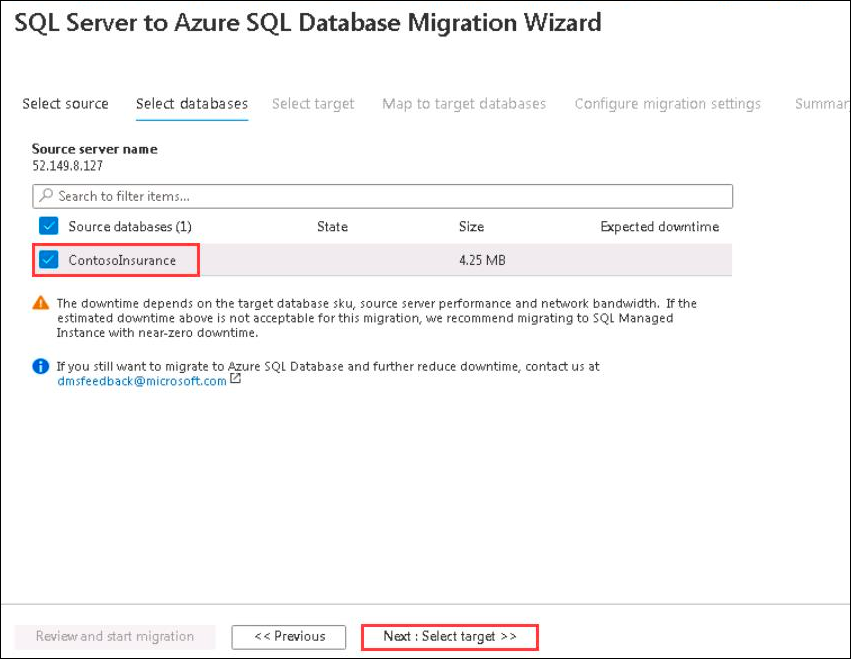 SQL Server to Azure SQL Database Migration Wizard
Select source Select databases Select target Map to target databases Configure migration settings Summar
Source server name
52.149.8.127
Search to filter items...
Source databases (1) State Size Expected downtime
ContosoInsurance 4.25 MB
The downtime depends on the target database sku, source server performance and network bandwidth. If the
estimated downtime above is not acceptable for this migration, we recommend migrating to SQL Managed
Instance with near-zero downtime.
If you still want to migrate to Azure SQL Database and further reduce downtime, contact us at
dmsfeedback@microsoft.com
Review and start migration << Previous Next : Select target >>